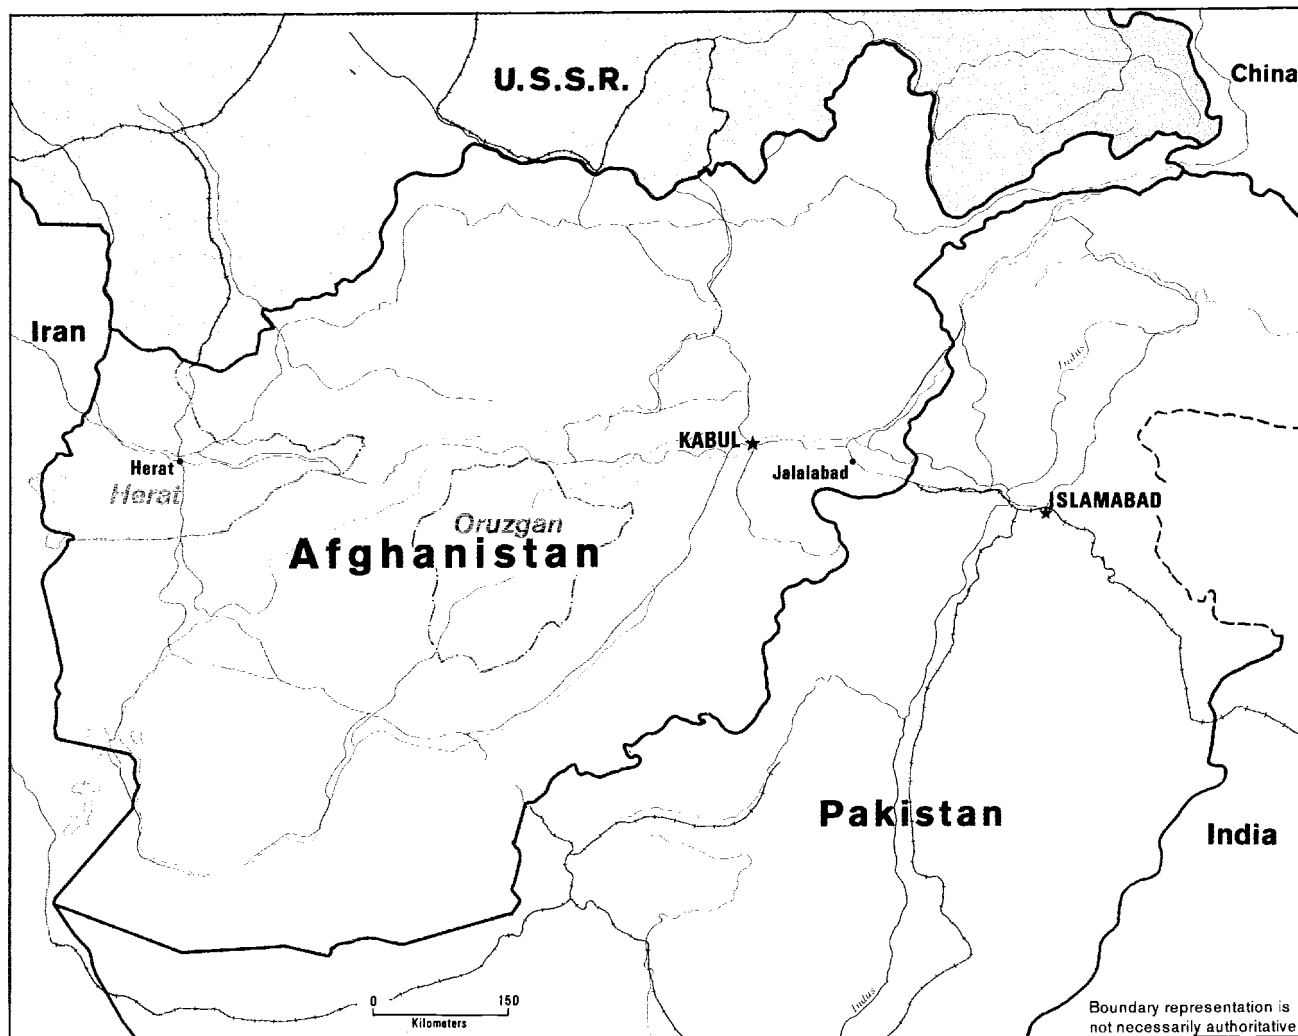 U.S.S.R.
China
Iran
Indus
KABUL
Herat
Jalalabad
Herat
ISLAMABAD
Oruzgan
Afghanistan
Pakistan
India
0 150
Kilometers
Indus
Boundary representation is
not necessarily authoritative